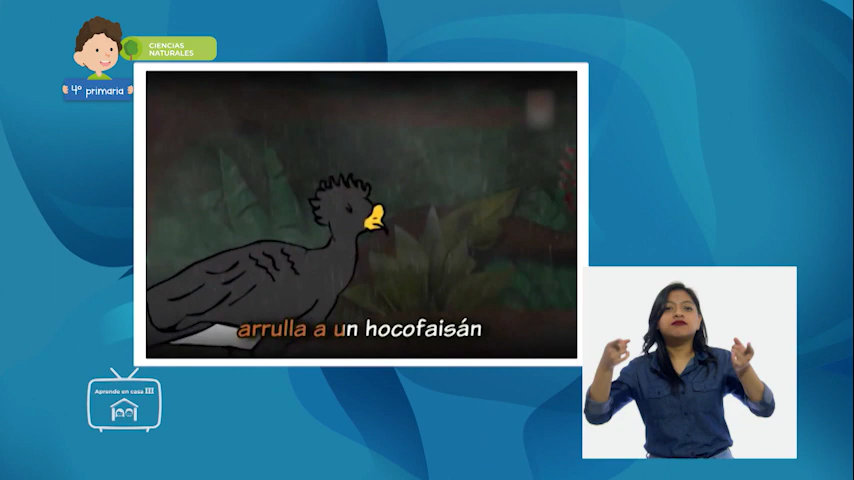 CIENCIAS
NATURALES
4º primaria
arrulla a un hocofaisán
Aprende en casa III